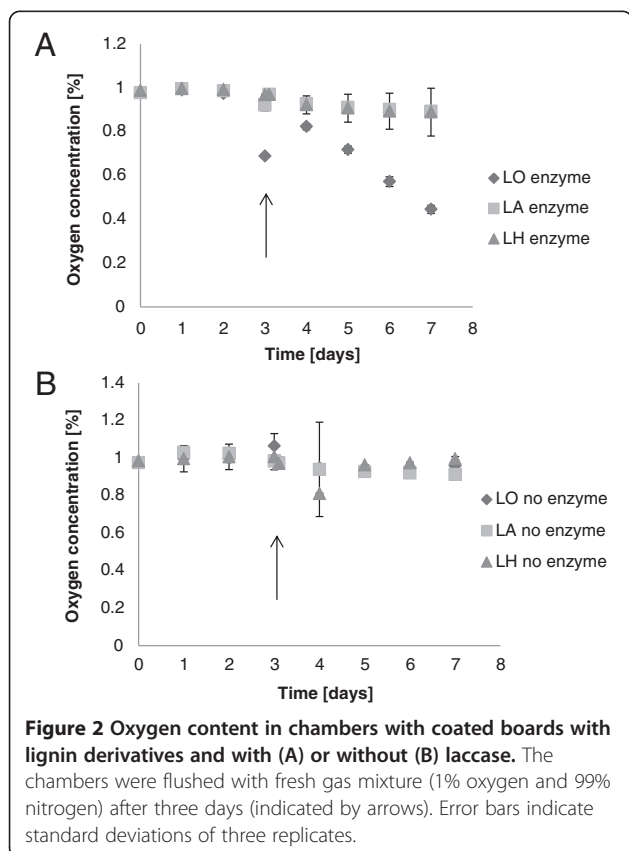 A
1.2
1
0.8
0.6
0.4
0.2
0
Oxygen concentration [%]
0 1 2 3 4 5 6 7 8
Time [days]
LO enzyme
LA enzyme
LH enzyme
B
1.4
1.2
1
0.8
0.6
0.4
0.2
0
Oxygen concentration [%]
0 1 2 3 4 5 6 7 8
Time [days]
LO no enzyme
LA no enzyme
LH no enzyme
Figure 2 Oxygen content in chambers with coated boards with
lignin derivatives and with (A) or without (B) laccase. The
chambers were flushed with fresh gas mixture (1% oxygen and 99%
nitrogen) after three days (indicated by arrows). Error bars indicate
standard deviations of three replicates.